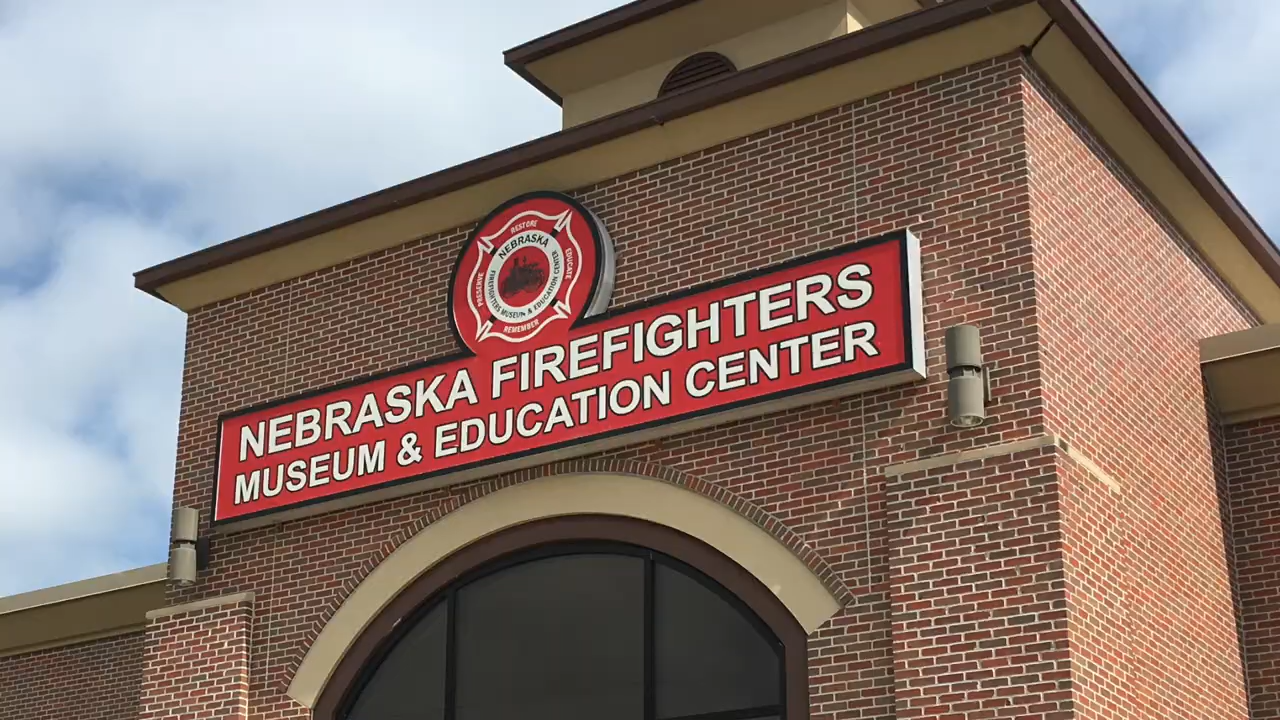 RESTORE
PRESERVE
EDUCATE
REMEMBER
NEBRASKA
FIREFIGHTERS MUSEUM & EDUCATION CENTER
NEBRASKA FIREFIGHTERS
MUSEUM & EDUCATION CENTER